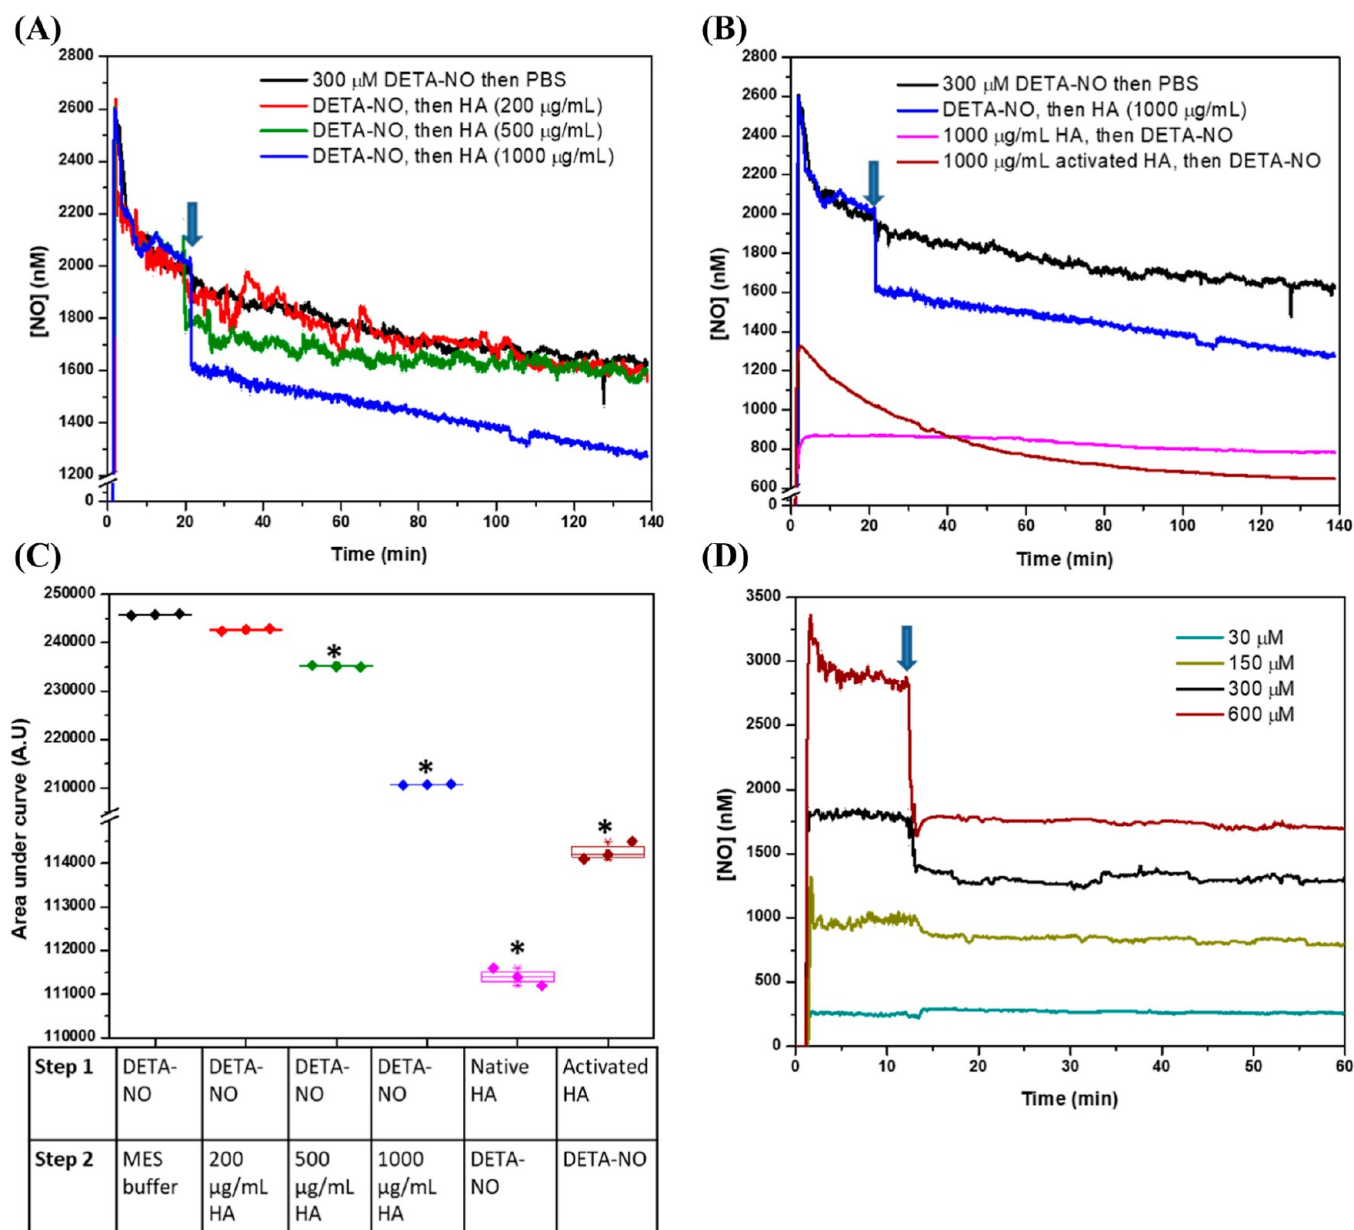 (A)
2800
2600
2400
2200
2000
1800
1600
1400
1200
0
[NO] (nM)
300 μM DETA-NO then PBS
DETA-NO, then HA (200 μg/mL)
DETA-NO, then HA (500 μg/mL)
DETA-NO, then HA (1000 μg/mL)
0 20 40 60 80 100 120 140
Time (min)
(B)
2800
2600
2400
2200
2000
1800
1600
1400
1200
1000
800
600
0
[NO] (nM)
300 μM DETA-NO then PBS
DETA-NO, then HA (1000 μg/mL)
1000 μg/mL HA, then DETA-NO
1000 μg/mL activated HA, then DETA-NO
0 20 40 60 80 100 120 140
Time (min)
(C)
250000
240000
230000
220000
210000
114000
113000
112000
111000
110000
Area under curve (A.U)
*
*
*
*
Step 1 DETA- DETA- DETA- DETA- Native Activated
NO NO NO NO HA HA
Step 2 MES 200 500 1000 DETA- DETA-NO
buffer μg/mL μg/mL μg/mL NO
HA HA HA
(D)
3500
3000
2500
2000
1500
1000
500
0
[NO] (nM)
30 μM
150 μM
300 μM
600 μM
0 10 20 30 40 50 60
Time (min)